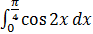 ∫₀^(π/4) cos 2x dx